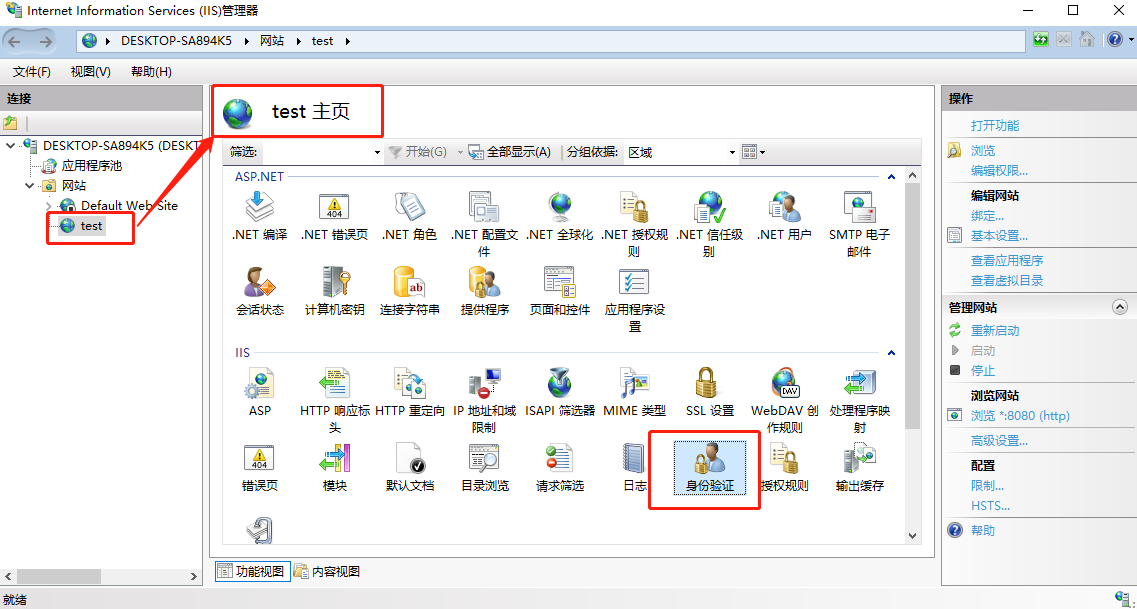 Internet Information Services (IIS)管理器
DESKTOP-SA894K5
网站
test
文件(F)
视图(V)
帮助(H)
连接
DESKTOP-SA894K5 (DESKT
应用程序池
网站
Default Web Site
test
test 主页
筛选:
开始(G)
全部显示(A)
分组依据:
区域
ASP.NET
.NET 编译
.NET 错误页
.NET 角色
.NET 配置文
件
.NET 全球化
.NET 授权规
则
.NET 信任级
别
.NET 用户
SMTP 电子
邮件
会话状态
计算机密钥
连接字符串
提供程序
页面和控件
应用程序设
置
IIS
ASP
HTTP 响应标
头
HTTP 重定向
IP 地址和域
限制
ISAPI 筛选器
MIME 类型
SSL 设置
WebDAV 创
作规则
处理程序映
射
错误页
模块
默认文档
目录浏览
请求筛选
日志
身份验证
授权规则
输出缓存
功能视图
内容视图
操作
打开功能
浏览
编辑权限...
编辑网站
绑定...
基本设置...
查看应用程序
查看虚拟目录
管理网站
重新启动
启动
停止
浏览网站
浏览 *:8080 (http)
高级设置...
配置
限制...
HSTS...
帮助
就绪